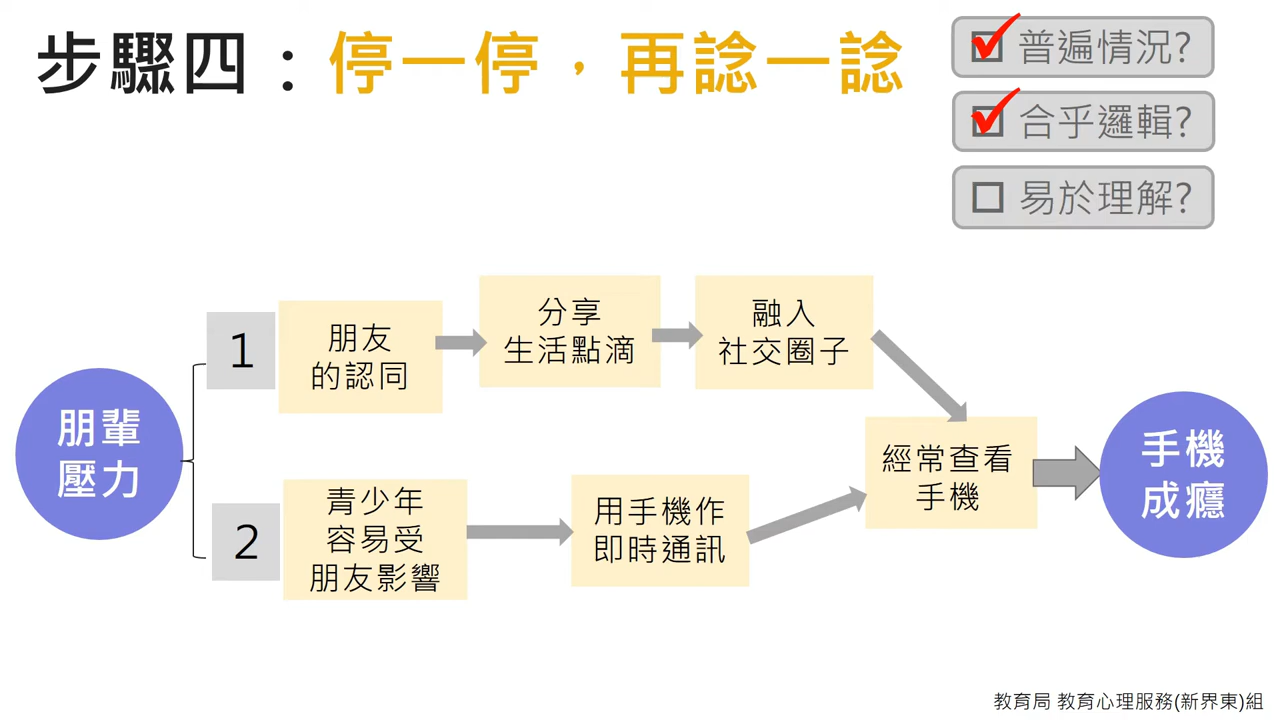 步驟四：停一停，再諗一諗
普遍情況?
合乎邏輯?
易於理解?
朋輩
壓力
1
朋友
的認同
分享
生活點滴
融入
社交圈子
2
青少年
容易受
朋友影響
用手機作
即時通訊
經常查看
手機
手機
成癮
教育局 教育心理服務(新界東)組